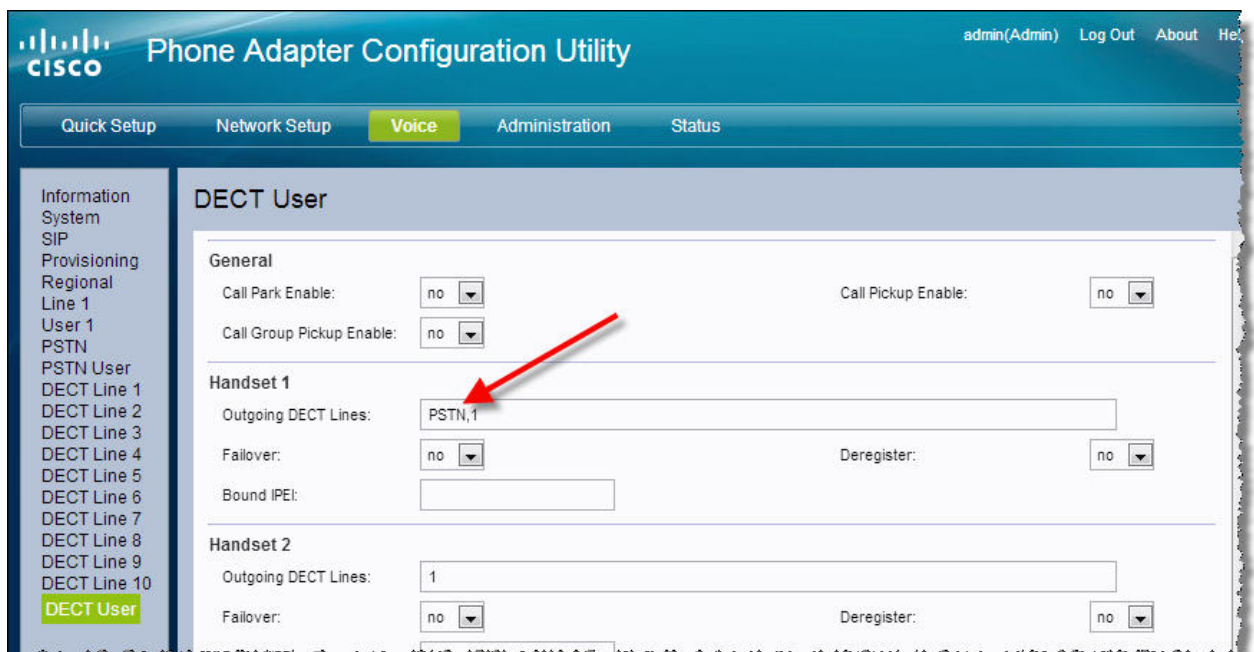 CISCO
Phone Adapter Configuration Utility
admin(Admin) Log Out About
Quick Setup Network Setup Voice Administration Status
Information
System
SIP
Provisioning
Regional
Line 1
User 1
PSTN
PSTN User
DECT Line 1
DECT Line 2
DECT Line 3
DECT Line 4
DECT Line 5
DECT Line 6
DECT Line 7
DECT Line 8
DECT Line 9
DECT Line 10
DECT User
DECT User
General
Call Park Enable: no Call Pickup Enable: no
Call Group Pickup Enable: no
Handset 1
Outgoing DECT Lines: PSTN,1
Failover: no Deregister: no
Bound IPEI:
Handset 2
Outgoing DECT Lines: 1
Failover: no Deregister: no